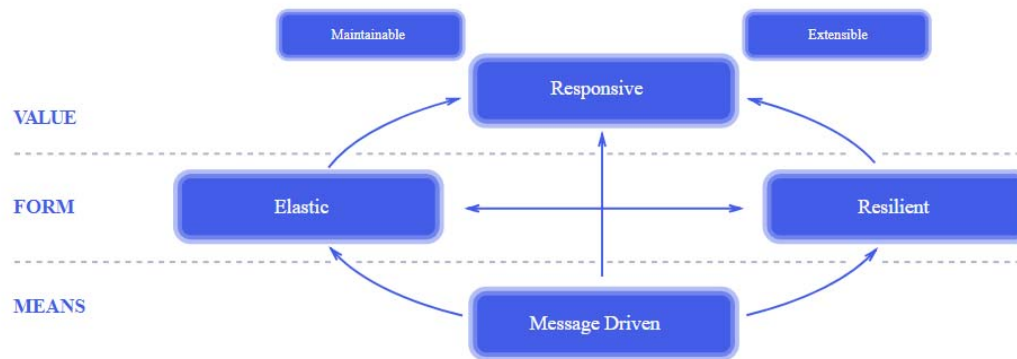 Maintainable
Extensible
Responsive
VALUE
FORM
Elastic
Resilient
MEANS
Message Driven